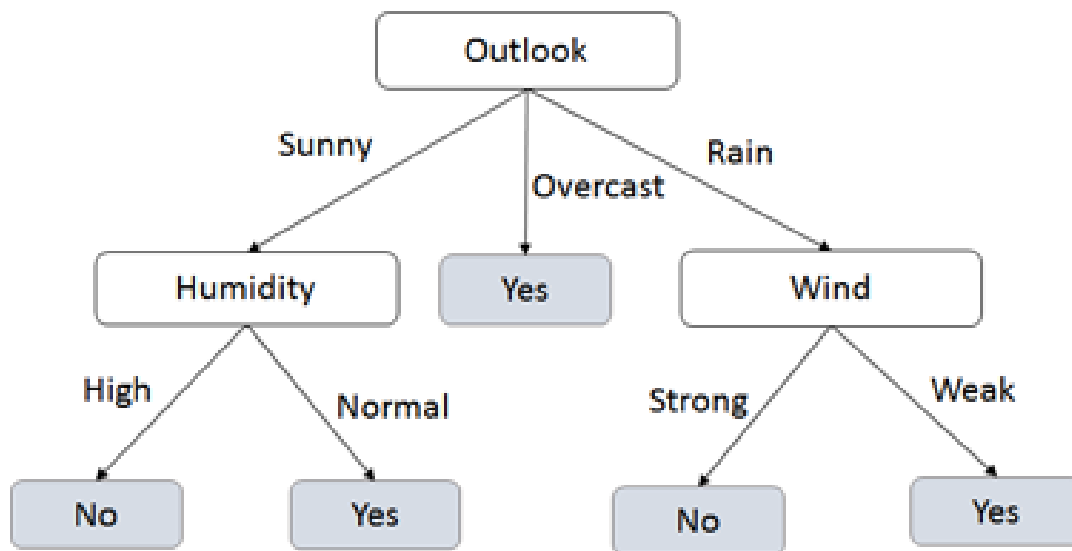 Outlook
Sunny
Overcast
Rain
Humidity
Yes
Wind
High
Normal
Strong
Weak
No
Yes
No
Yes